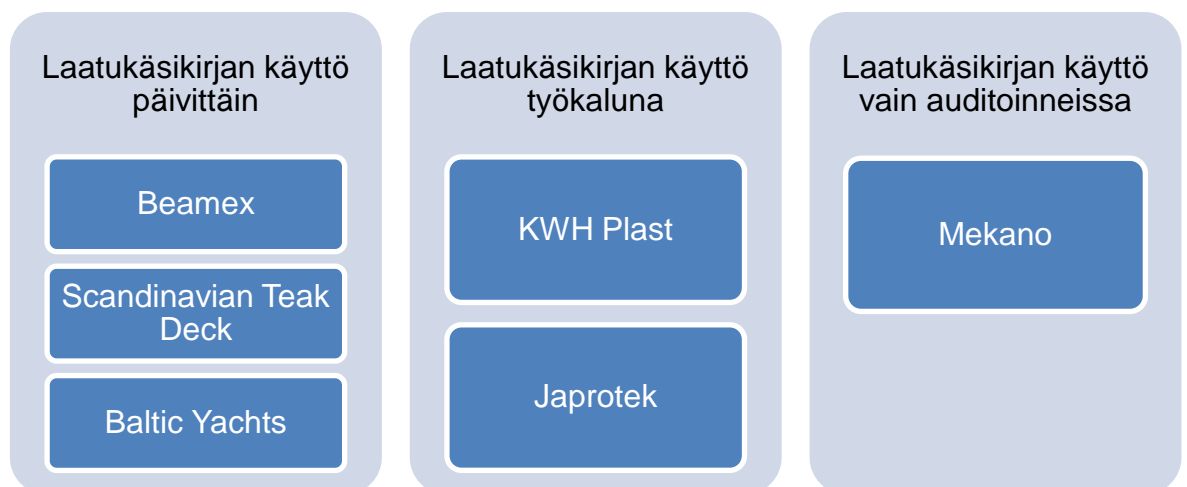 Laatukäsikirjan käyttö
päivittäin
Beamex
Scandinavian Teak
Deck
Baltic Yachts
Laatukäsikirjan käyttö
työkaluna
KWH Plast
Japrotek
Laatukäsikirjan käyttö
vain auditoinneissa
Mekano